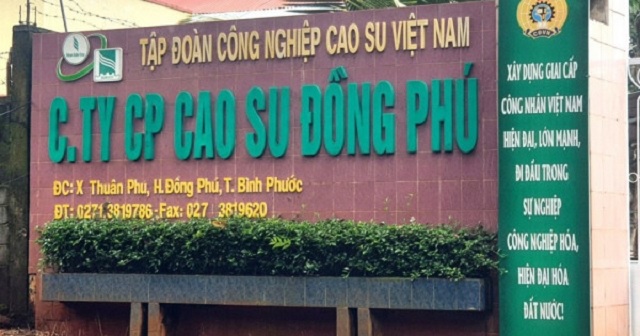 TẬP ĐOÀN CÔNG NGHIỆP CAO SU VIỆT NAM
C.TY CP CAO SU ĐỒNG PHÚ
ĐC: X Thuân Phu, H.Đồng Phú, T. Bình Phước
ĐT: 0271.3819786 -Fax: 027 3819620
XÂY DỰNG GIAI CẤP
CÔNG NHÂN VIỆT NAM
HIỆN ĐẠI, LỚN MẠNH,
ĐI ĐẦU TRONG
SỰ NGHIỆP
CÔNG NGHIỆP HÓA,
HIỆN ĐẠI HÓA
ĐẤT NƯỚC!